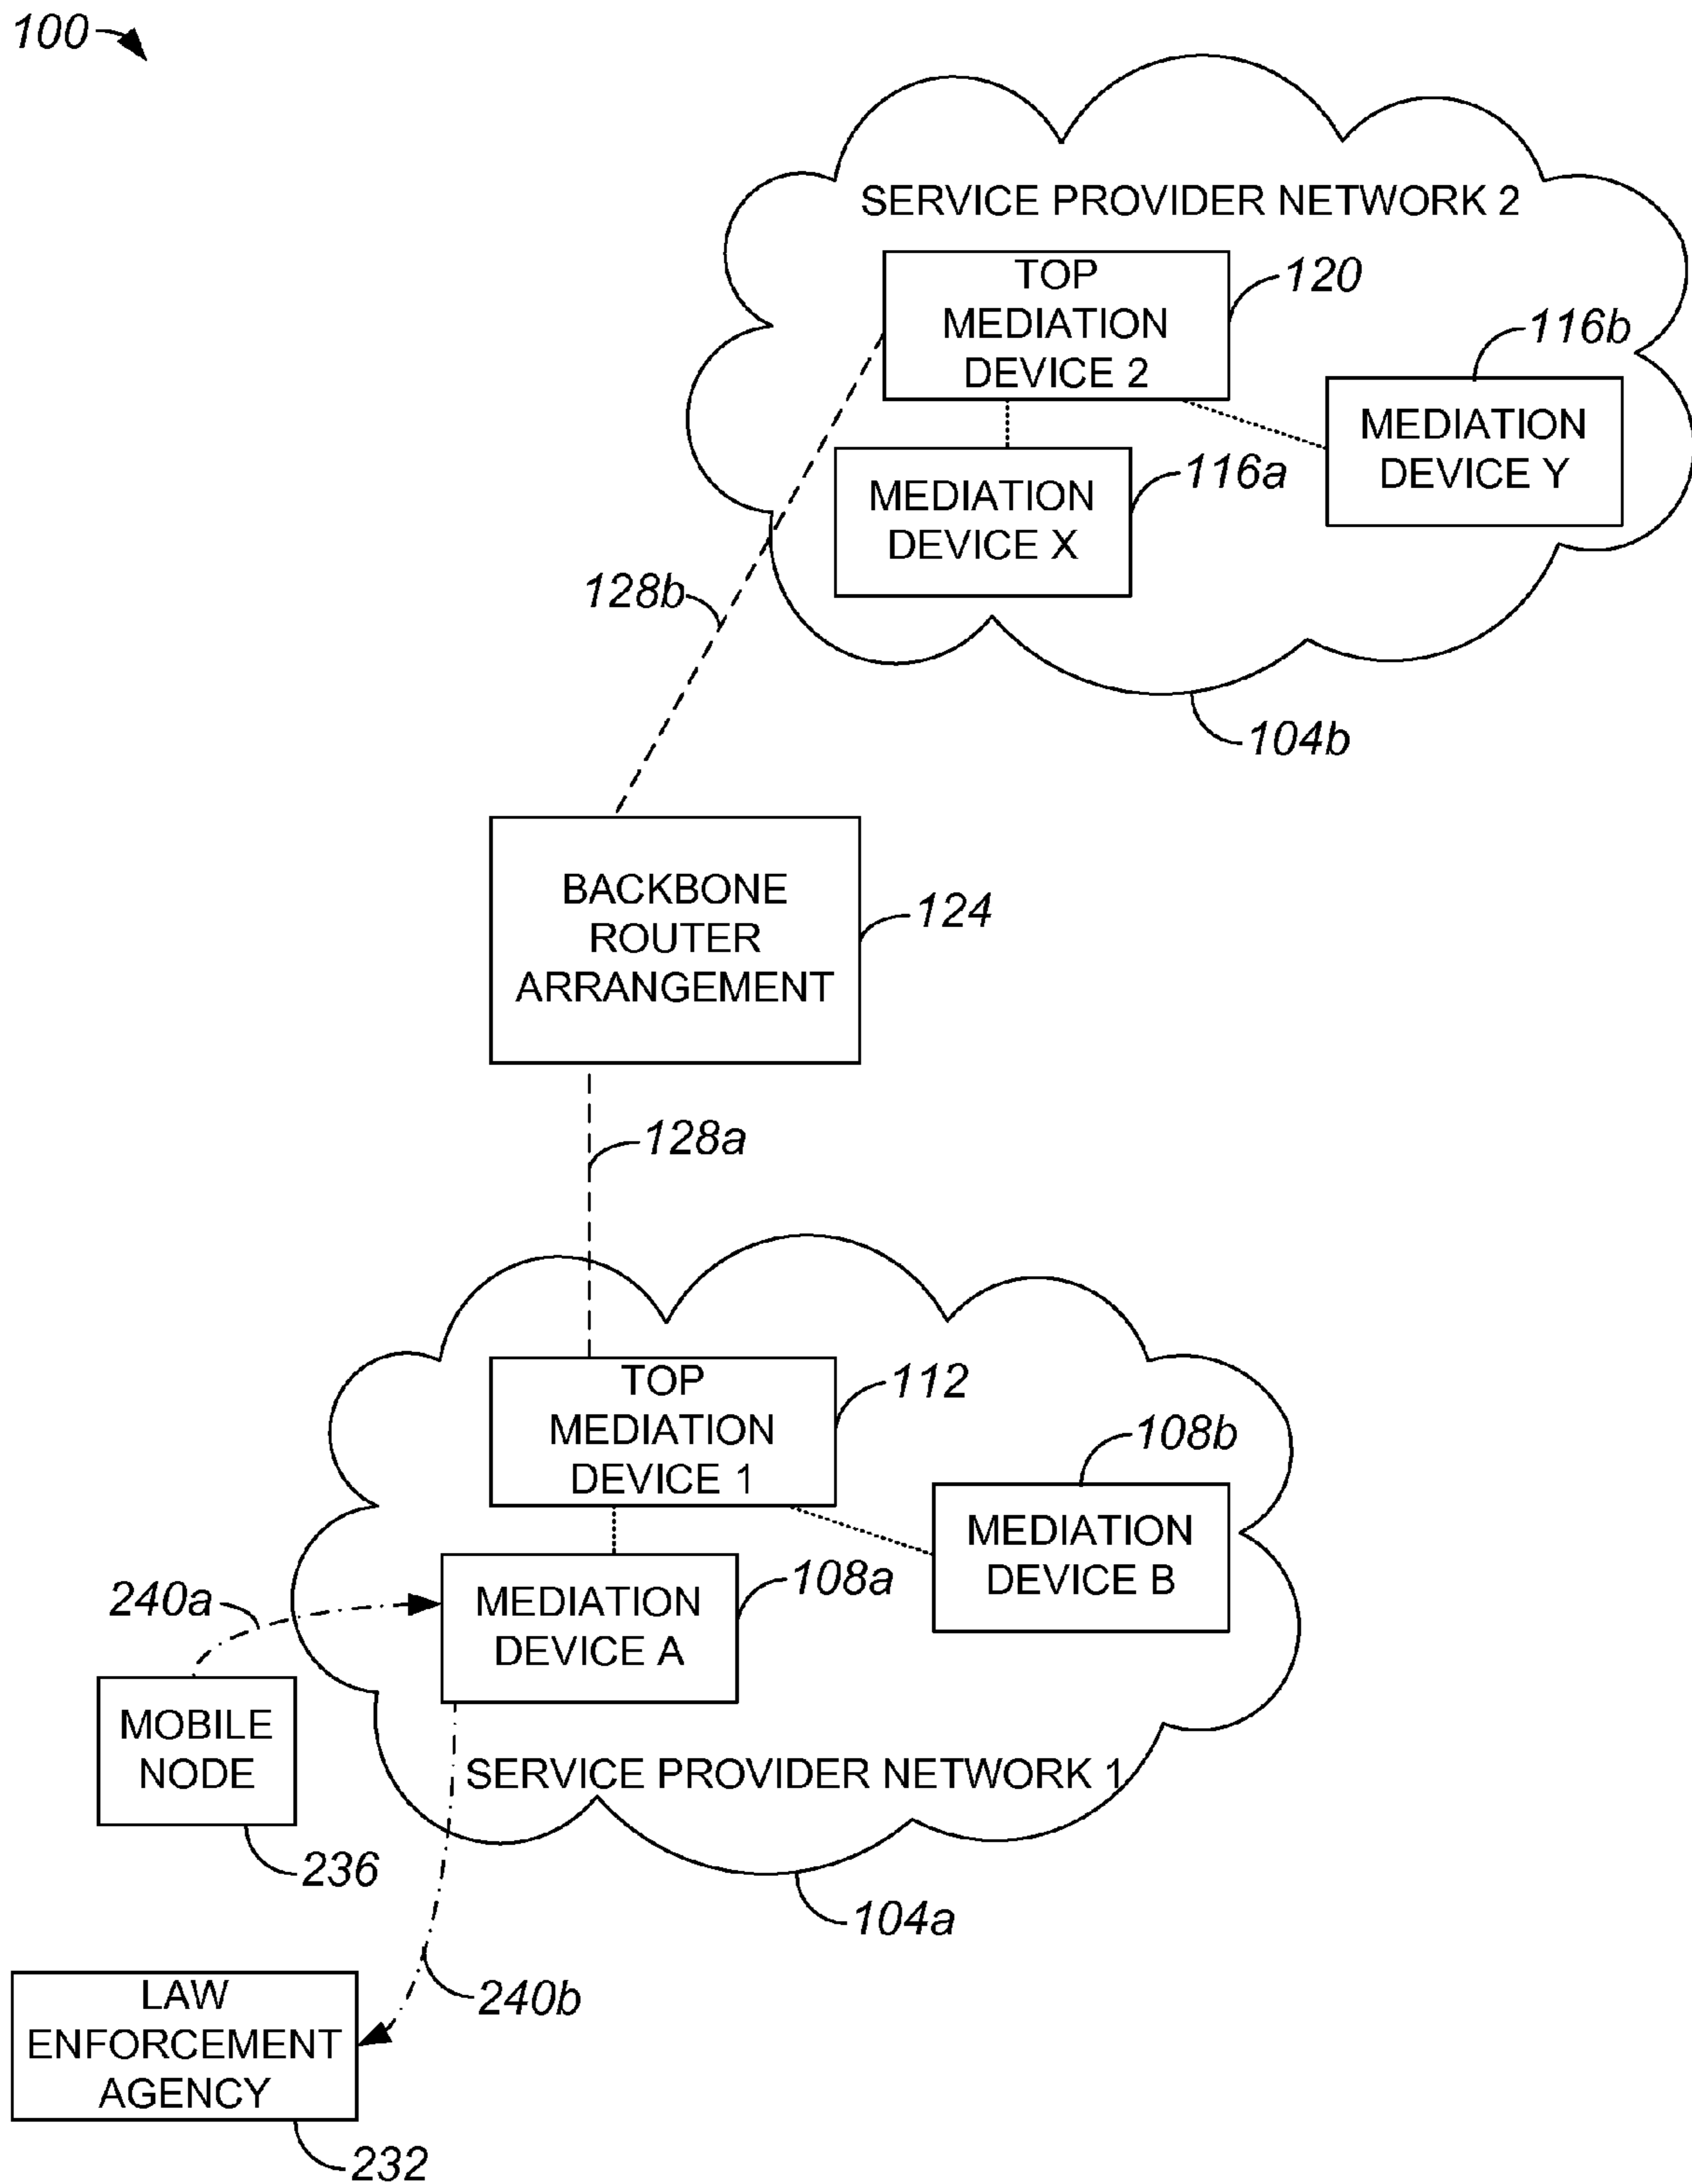 100
SERVICE PROVIDER NETWORK 2
TOP
MEDIATION
DEVICE 2
120
116b
MEDIATION
DEVICE Y
MEDIATION
DEVICE X
116a
128b
104b
BACKBONE
ROUTER
ARRANGEMENT
124
128a
TOP
MEDIATION
DEVICE 1
112
108b
MEDIATION
DEVICE B
MEDIATION
DEVICE A
108a
240a
MOBILE
NODE
236
SERVICE PROVIDER NETWORK 1
104a
240b
LAW
ENFORCEMENT
AGENCY
232